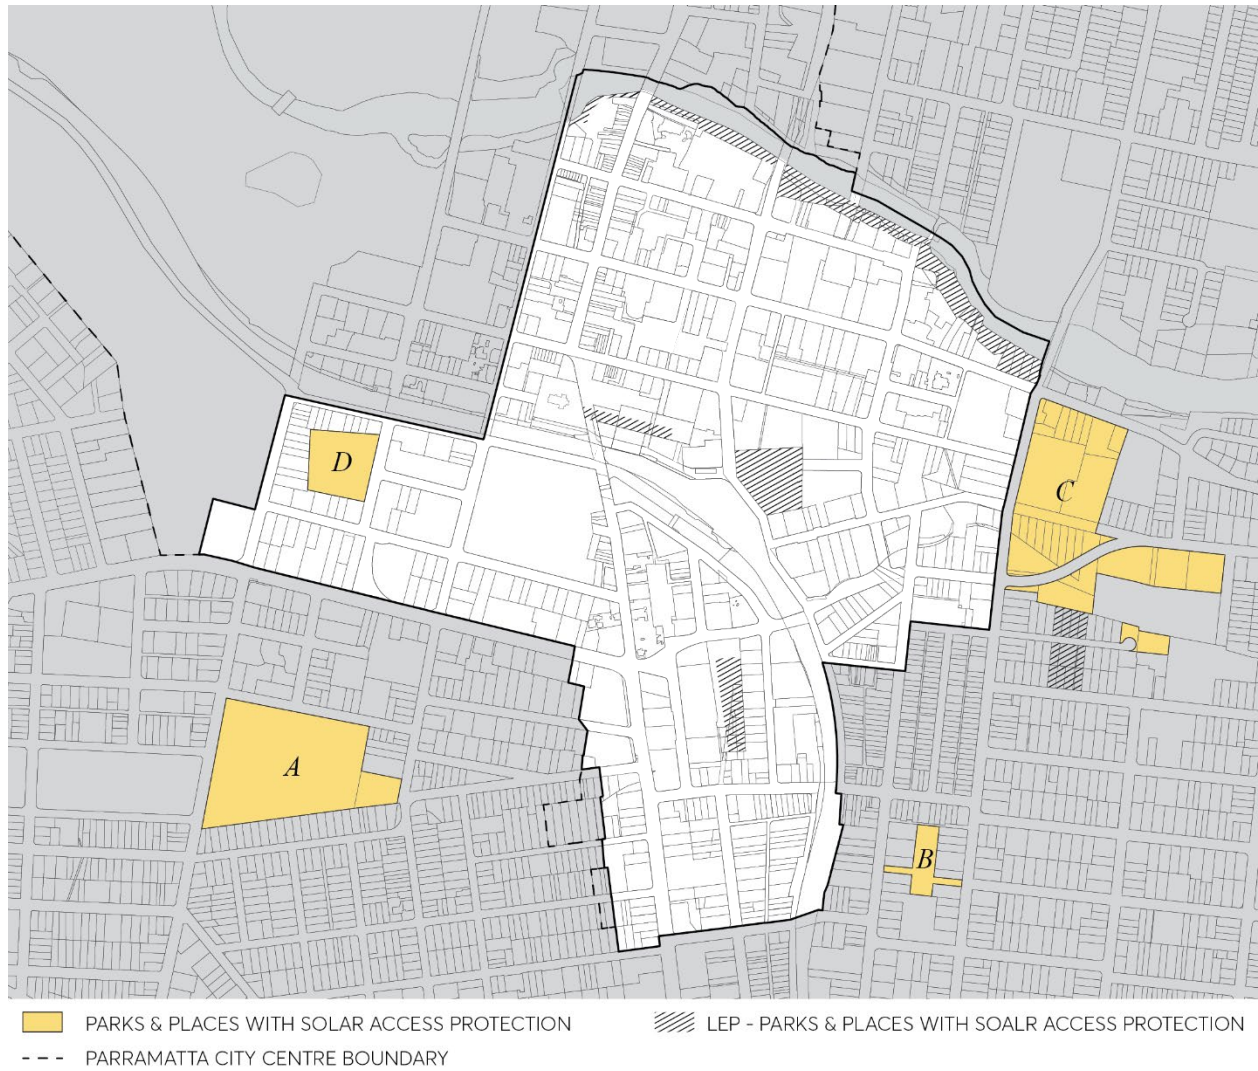 D
C
A
B
PARKS & PLACES WITH SOLAR ACCESS PROTECTION
LEP - PARKS & PLACES WITH SOALR ACCESS PROTECTION
PARRAMATTA CITY CENTRE BOUNDARY